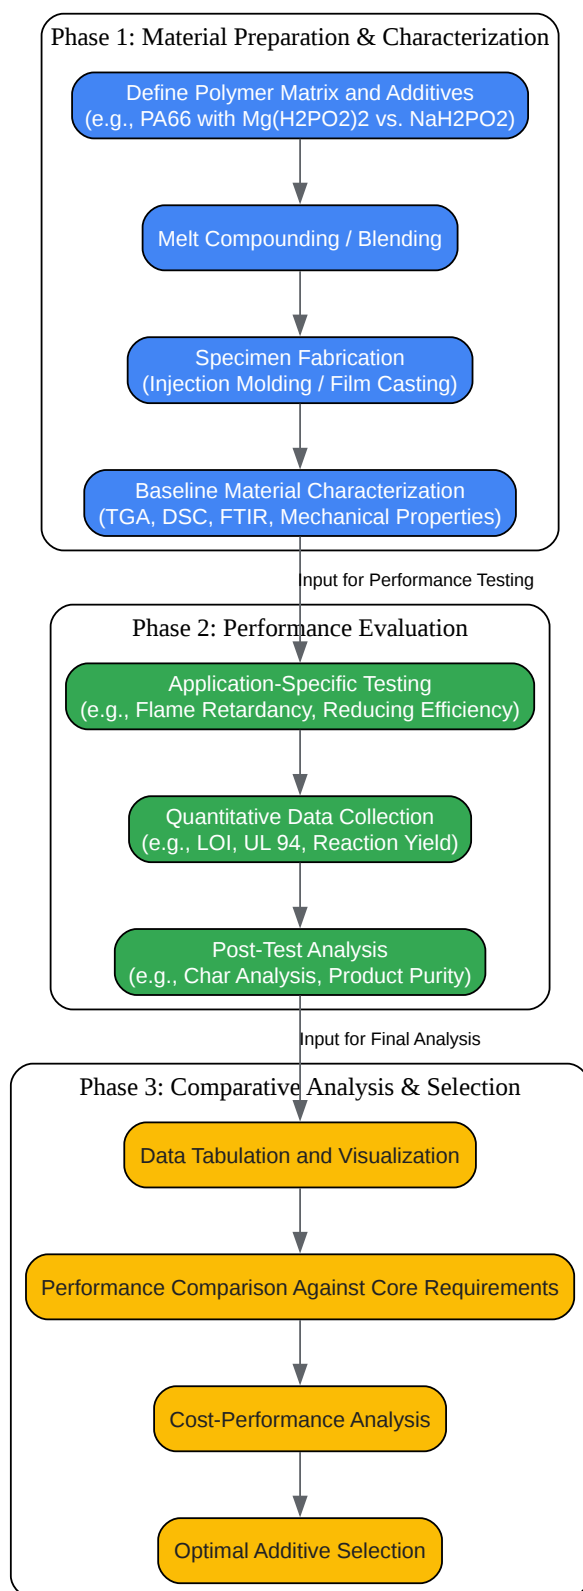 Phase 1: Material Preparation & Characterization
Define Polymer Matrix and Additives
(e.g., PA66 with Mg(H2PO2)2 vs. NaH2PO2)
Melt Compounding / Blending
Specimen Fabrication
(Injection Molding / Film Casting)
Baseline Material Characterization
(TGA, DSC, FTIR, Mechanical Properties)
Input for Performance Testing
Phase 2: Performance Evaluation
Application-Specific Testing
(e.g., Flame Retardancy, Reducing Efficiency)
Quantitative Data Collection
(e.g., LOI, UL 94, Reaction Yield)
Post-Test Analysis
(e.g., Char Analysis, Product Purity)
Input for Final Analysis
Phase 3: Comparative Analysis & Selection
Data Tabulation and Visualization
Performance Comparison Against Core Requirements
Cost-Performance Analysis
Optimal Additive Selection